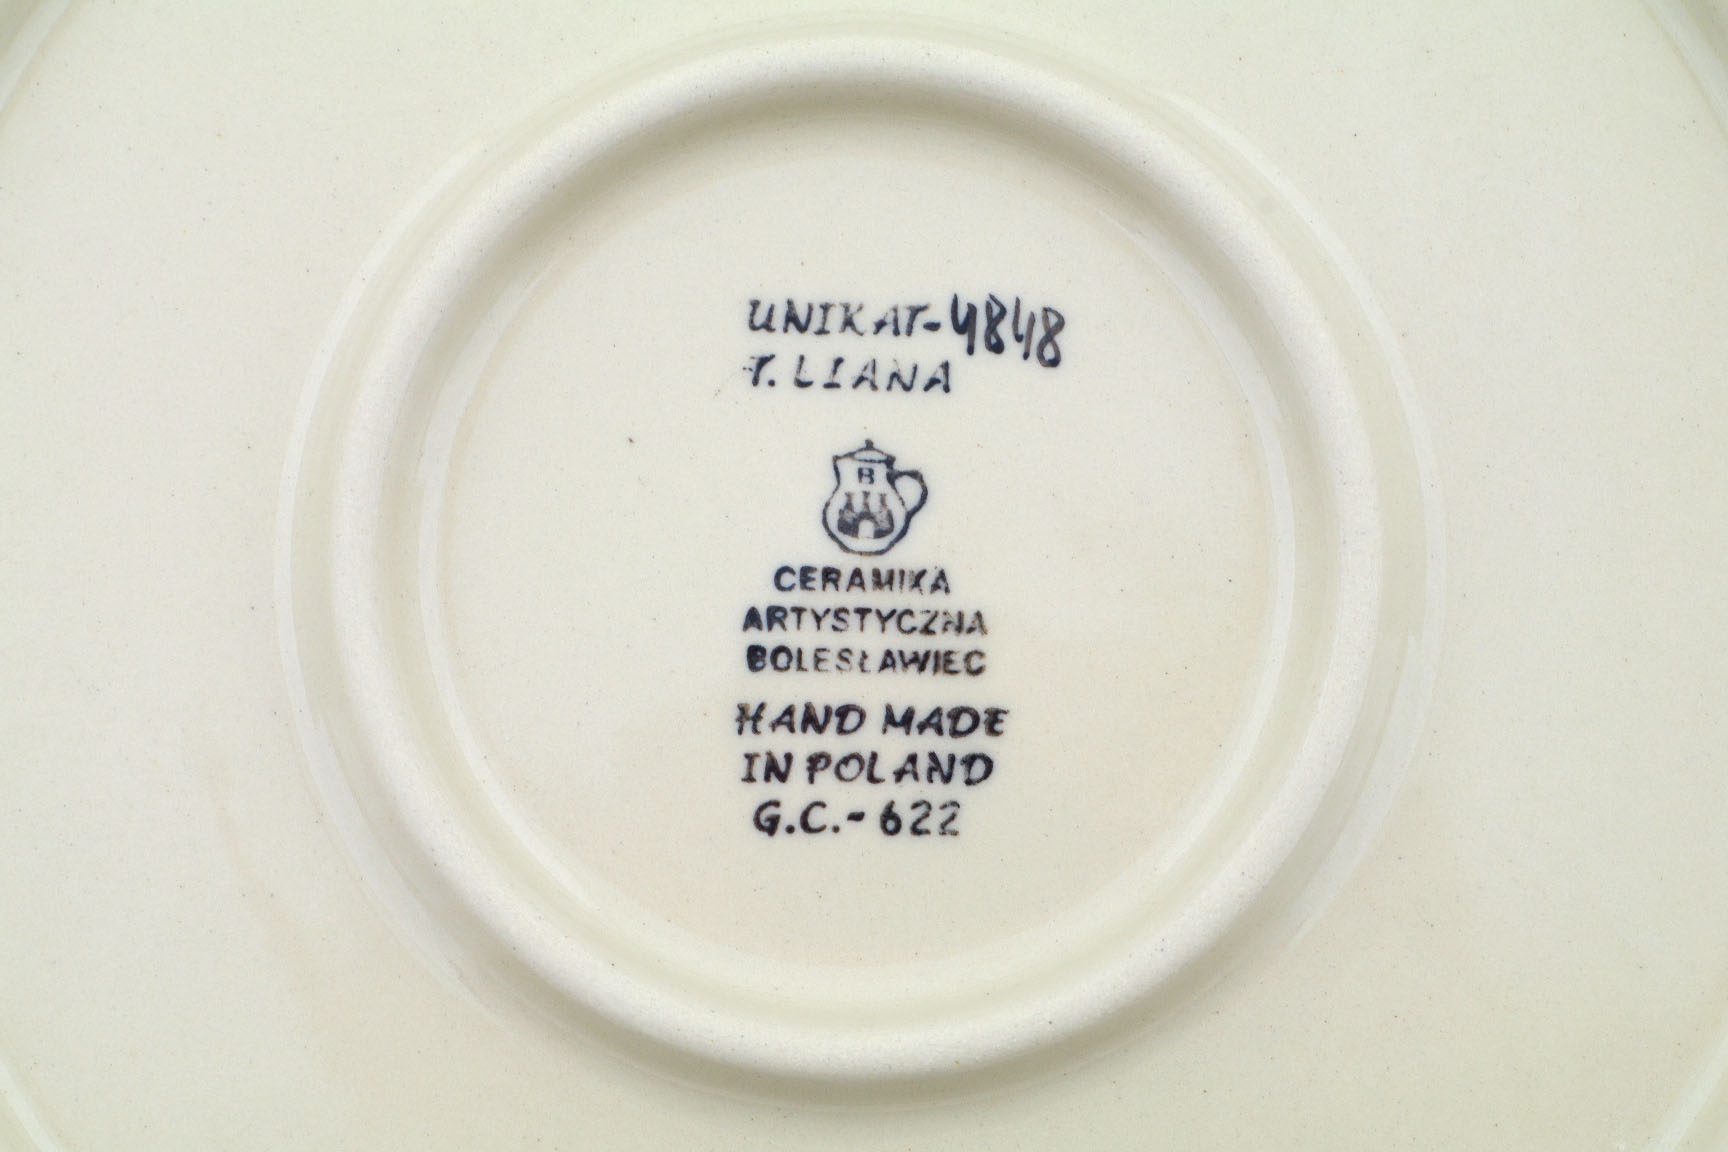 UNIKAT-4848
T. LIANA
B
CERAMIKA
ARTYSTYCZNA
BOLESŁAWIEC
HAND MADE
IN POLAND
G.C.- 622